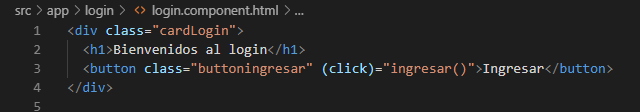 src > app > login > <> login.component.html > ...
1 <div class="cardLogin">
2 <h1>Bienvenidos al login</h1>
3 <button class="buttoningresar" (click)="ingresar()">Ingresar</button>
4 </div>
5